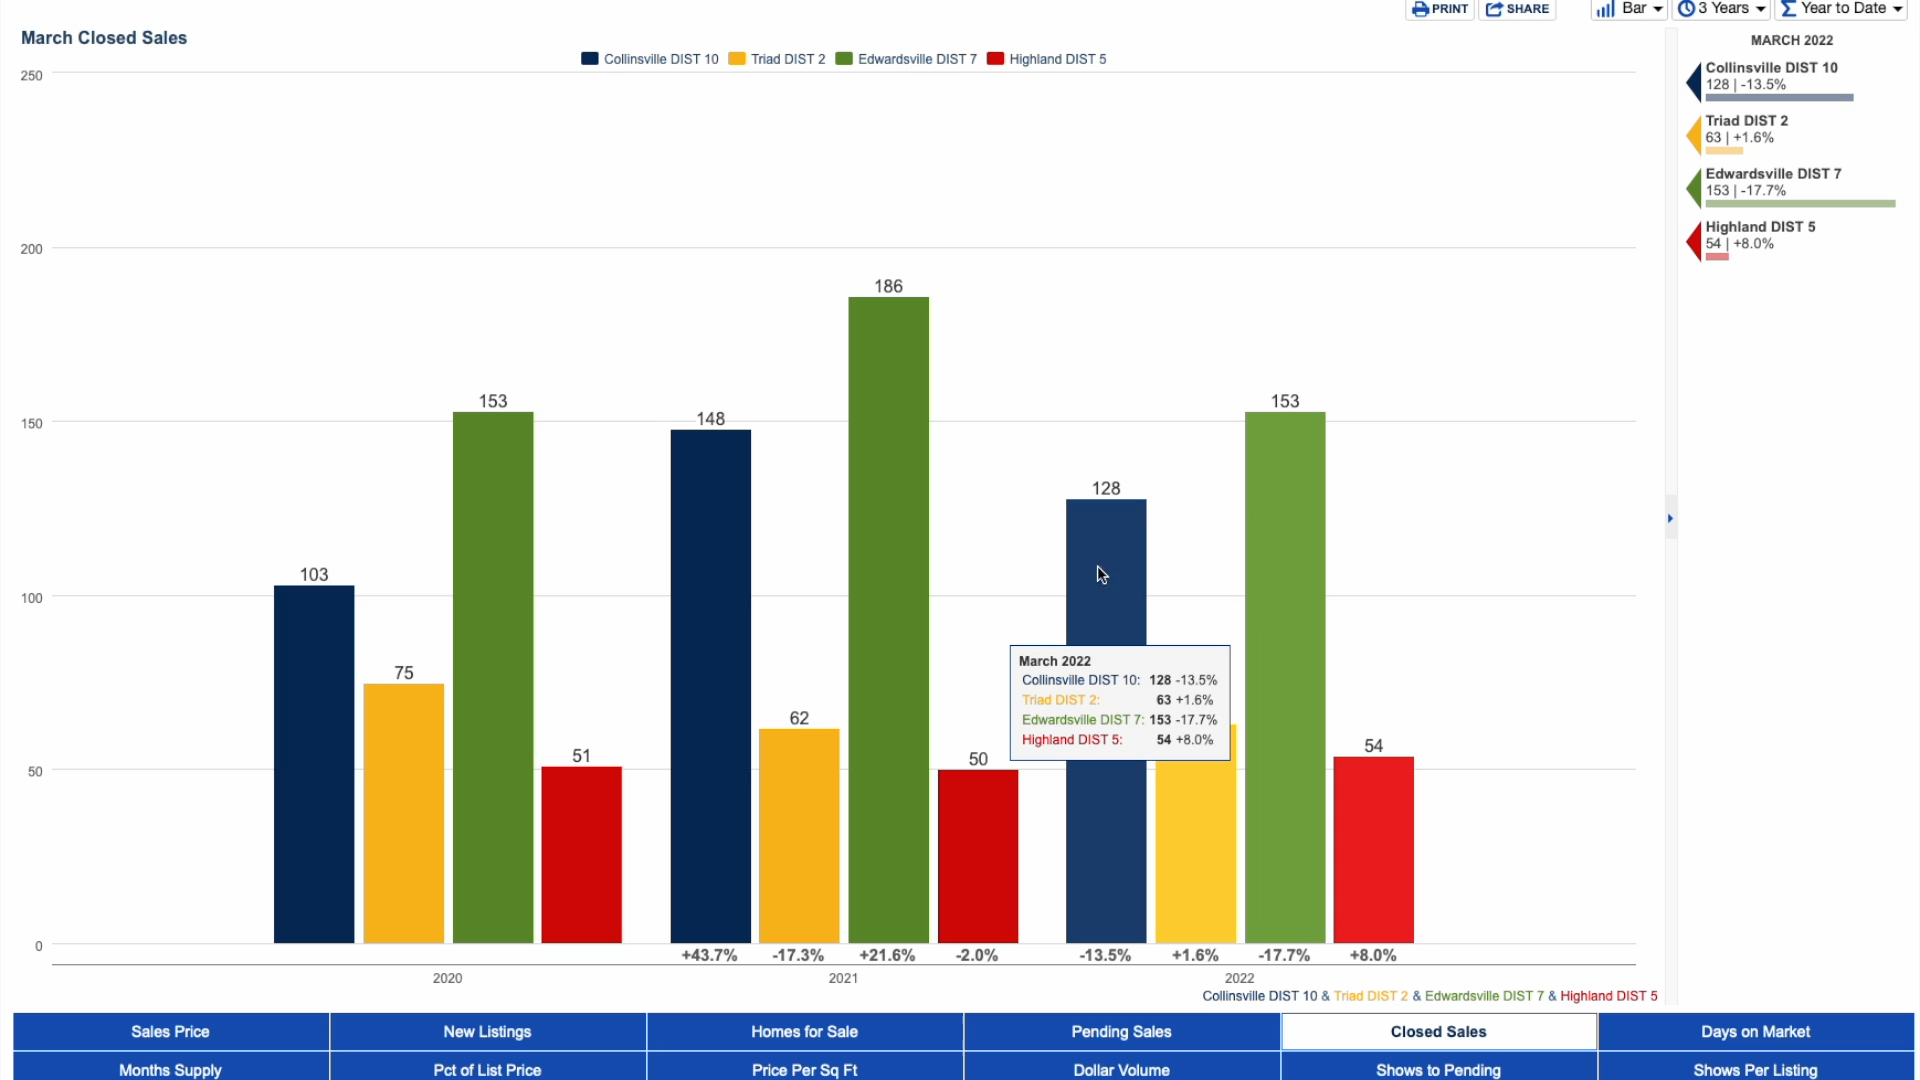 PRINT SHARE Bar 3 Years Year to Date
March Closed Sales
MARCH 2022
Collinsville DIST 10 Triad DIST 2 Edwardsville DIST 7 Highland DIST 5
Collinsville DIST 10
128 | -13.5%
Triad DIST 2
63 | +1.6%
Edwardsville DIST 7
153 | -17.7%
Highland DIST 5
54 | +8.0%
250
200
150
100
50
0
103
75
153
51
148
62
186
50
128
153
54
March 2022
Collinsville DIST 10: 128 -13.5%
Triad DIST 2: 63 +1.6%
Edwardsville DIST 7: 153 -17.7%
Highland DIST 5: 54 +8.0%
+43.7% -17.3% +21.6% -2.0% -13.5% +1.6% -17.7% +8.0%
2020 2021 2022
Collinsville DIST 10 & Triad DIST 2 & Edwardsville DIST 7 & Highland DIST 5
Sales Price New Listings Homes for Sale Pending Sales Closed Sales Days on Market
Months Supply Pct of List Price Price Per Sq Ft Dollar Volume Shows to Pending Shows Per Listing